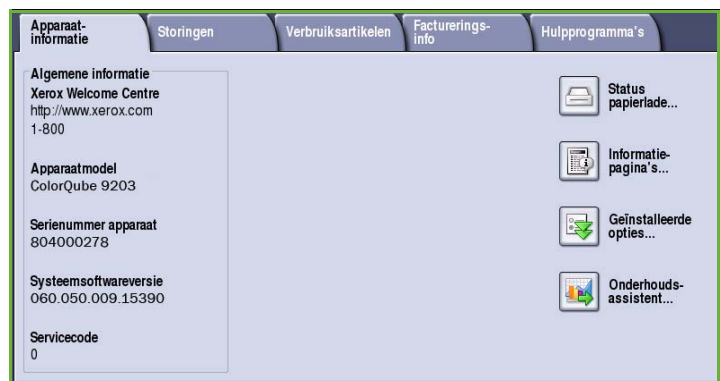 Apparaat-
informatie
Storingen
Verbruiksartikelen
Facturerings-
info
Hulpprogramma's
Algemene informatie
Xerox Welcome Centre
http://www.xerox.com
1-800
Apparaatmodel
ColorQube 9203
Serienummer apparaat
804000278
Systeemsoftwareversie
060.050.009.15390
Servicecode
0
Status
papierlade...
Informatie-
pagina's...
Geïnstalleerde
opties...
Onderhouds-
assistent...